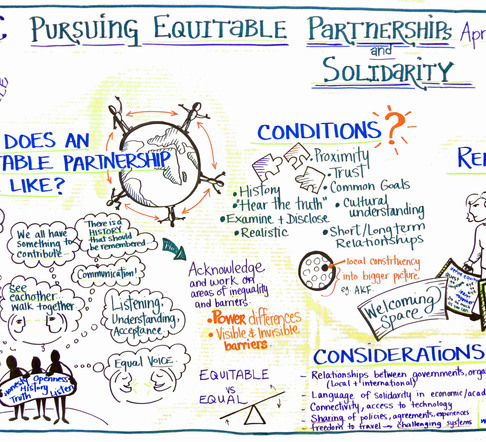 PURSUING EQUITABLE PARTNERSHIPS
and
SOLIDARITY
DOES AN
PARTNERSHIP
LIKE?
We all have
something to
contribute
There is a
HISTORY
that should
be remembered
Communication!
See
eachother
walk together
Listening,
Understanding,
Acceptance
Equal Voice
Honesty Openness
History
Truth Listen
Acknowledge
and work on
areas of inequality
and barriers.
• Power differences
• Visible & Invisible
barriers.
EQUITABLE
VS
EQUAL
CONDITIONS?
• History
• "Hear the truth"
• Examine + Disclose
• Realistic
• Proximity
• Trust
• Common Goals
• Cultural
understanding
• Short/Long term
Relationships
local constituency
into bigger picture
eg. AKF.
Welcoming
Space
CONSIDERATIONS
- Relationships between governments,
(local + international)
- Language of Solidarity in economic/
- Connectivity, access to technology
- Sharing of policies, agreements, experiences
freedom to travel → challenging systems